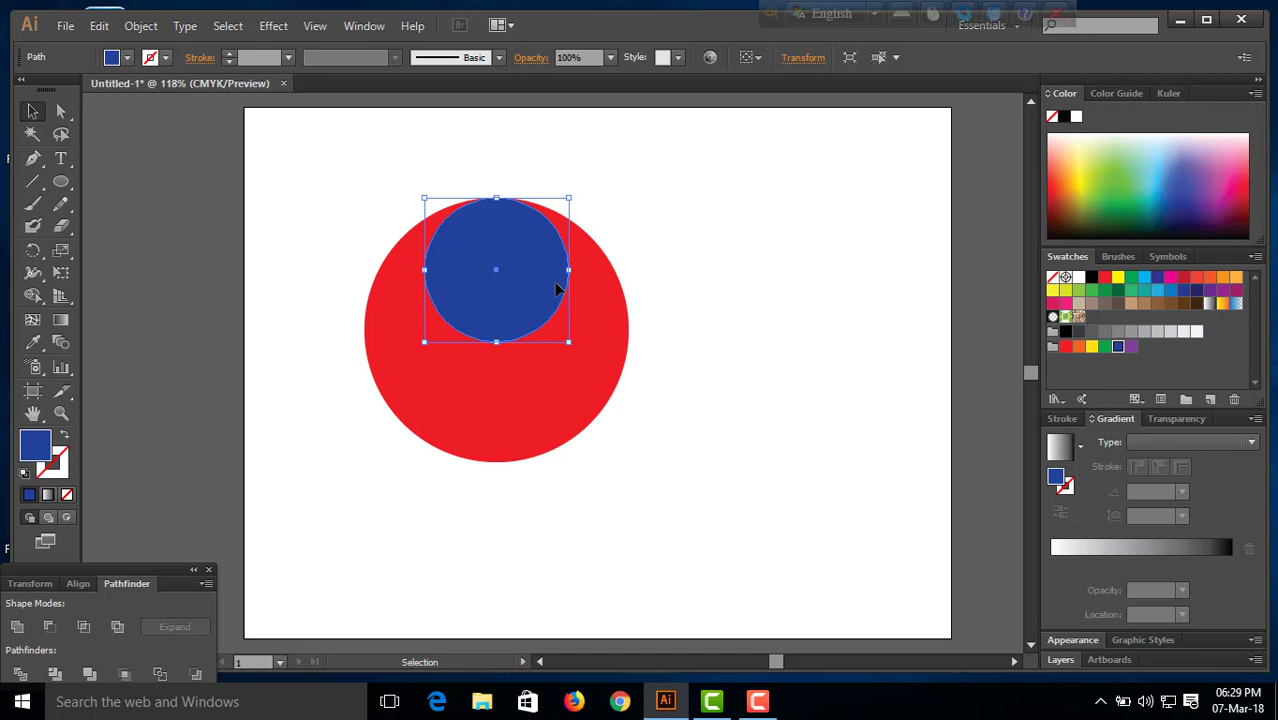 English
Ai File Edit Object Type Select Effect View Window Help Br Essentials
Path Stroke: Basic Opacity: 100% Style: Transform
Untitled-1* @ 118% (CMYK/Preview) ×
Color Color Guide Kuler
Swatches Brushes Symbols
Stroke Gradient Transparency
Type:
Stroke:
Opacity:
Location:
Appearance Graphic Styles
Layers Artboards
Transform Align Pathfinder
Shape Modes:
Expand
Pathfinders:
1 Selection
Search the web and Windows
Ai
06:29 PM
07-Mar-18